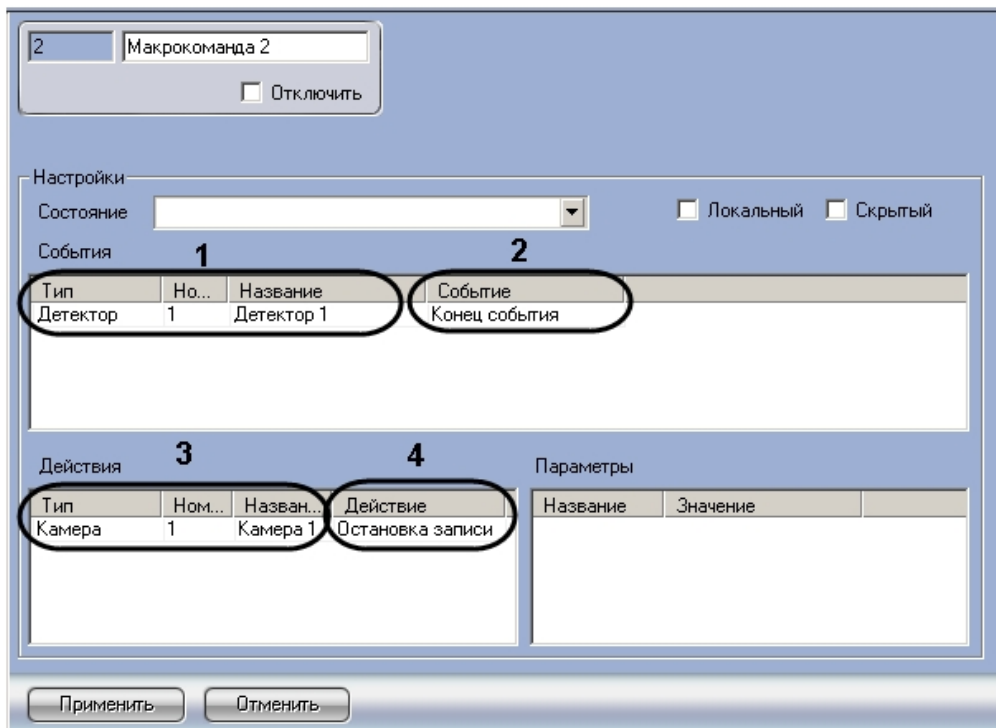 2 Макрокоманда 2
Отключить
Настройки
Состояние
Локальный Скрытый
События
1 2
Тип Но... Название Событие
Детектор 1 Детектор 1 Конец события
Действия 3 4 Параметры
Тип Ном... Назван... Действие Название Значение
Камера 1 Камера 1 Остановка записи
Применить Отменить